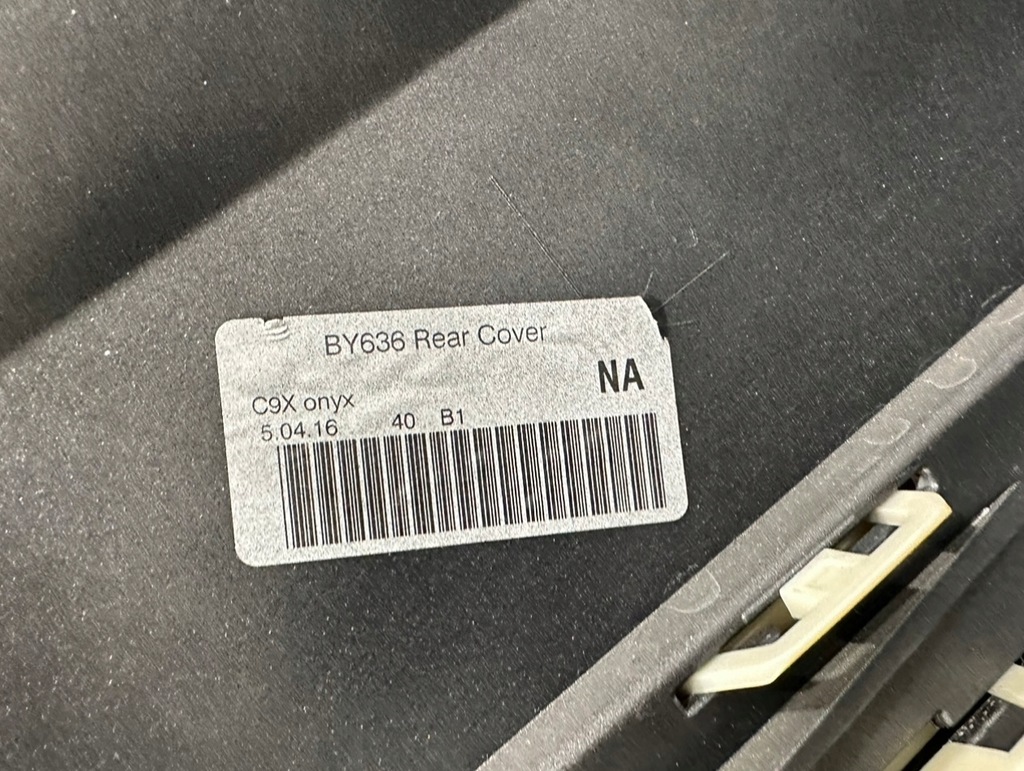 BY636 Rear Cover
NA
C9X onyx
5.04.16 40 B1